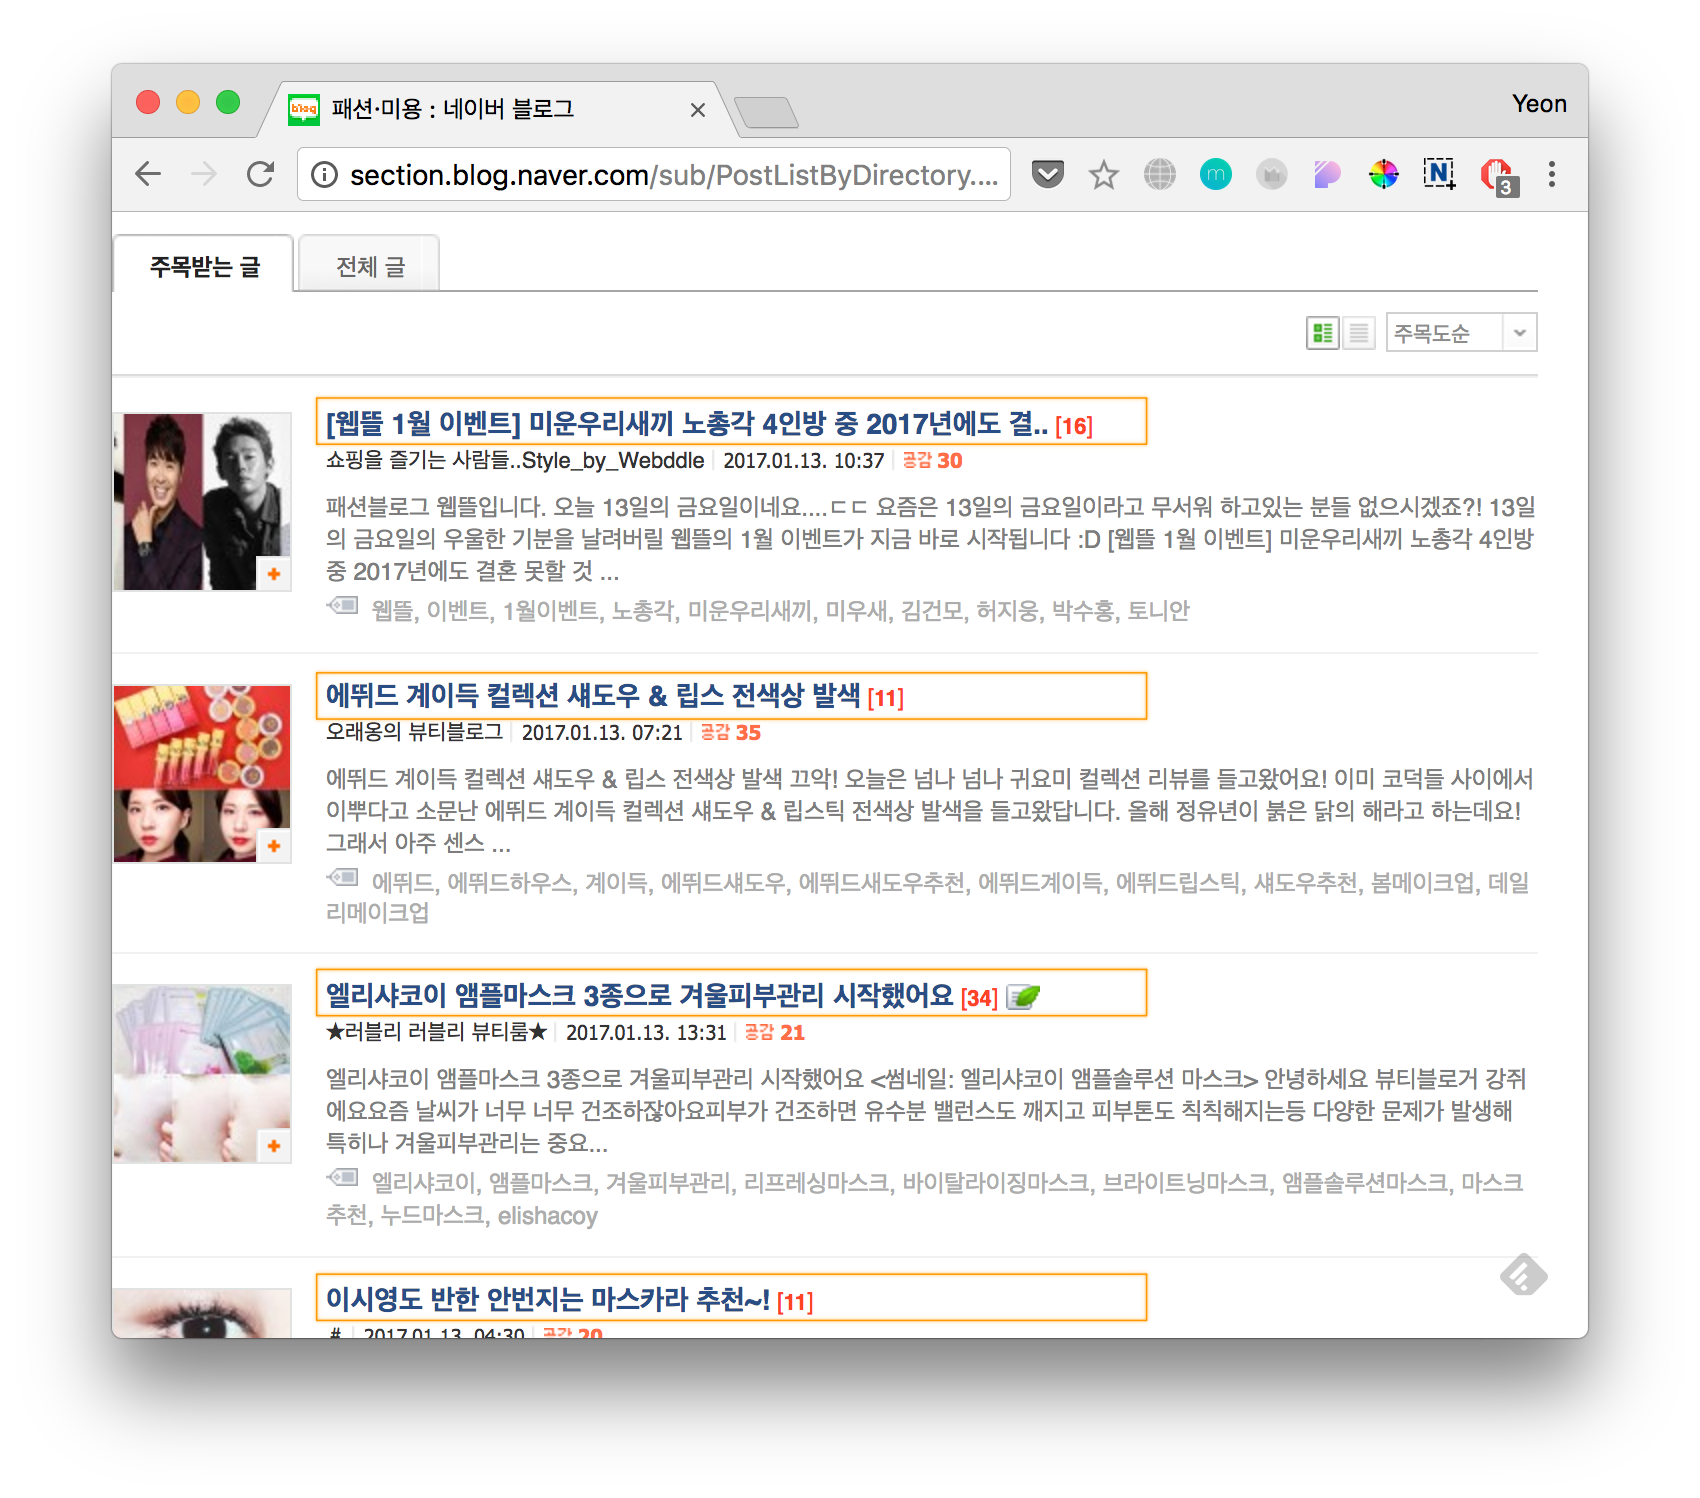 blog 패션·미용 : 네이버 블로그
Yeon
section.blog.naver.com/sub/PostListByDirectory....
m
N
3
주목받는 글
전체 글
주목도순
[웹뜰 1월 이벤트] 미운우리새끼 노총각 4인방 중 2017년에도 결.. [16]
쇼핑을 즐기는 사람들..Style_by_Webddle 2017.01.13. 10:37 공감 30
패션블로그 웹뜰입니다. 오늘 13일의 금요일이네요....ㄷㄷ 요즘은 13일의 금요일이라고 무서워 하고있는 분들 없으시겠죠?! 13일
의 금요일의 우울한 기분을 날려버릴 웹뜰의 1월 이벤트가 지금 바로 시작됩니다 :D [웹뜰 1월 이벤트] 미운우리새끼 노총각 4인방
중 2017년에도 결혼 못할 것 ...
웹뜰, 이벤트, 1월이벤트, 노총각, 미운우리새끼, 미우새, 김건모, 허지웅, 박수홍, 토니안
에뛰드 계이득 컬렉션 섀도우 & 립스 전색상 발색 [11]
오래옹의 뷰티블로그 2017.01.13. 07:21 공감 35
에뛰드 계이득 컬렉션 섀도우 & 립스 전색상 발색 끄악! 오늘은 넘나 넘나 귀요미 컬렉션 리뷰를 들고왔어요! 이미 코덕들 사이에서
이뿌다고 소문난 에뛰드 계이득 컬렉션 섀도우 & 립스틱 전색상 발색을 들고왔답니다. 올해 정유년이 붉은 닭의 해라고 하는데요!
그래서 아주 센스 ...
에뛰드, 에뛰드하우스, 계이득, 에뛰드섀도우, 에뛰드새도우추천, 에뛰드계이득, 에뛰드립스틱, 섀도우추천, 봄메이크업, 데일
리메이크업
엘리샤코이 앰플마스크 3종으로 겨울피부관리 시작했어요 [34]
★러블리 러블리 뷰티룸★ 2017.01.13. 13:31 공감 21
엘리샤코이 앰플마스크 3종으로 겨울피부관리 시작했어요 <썸네일: 엘리샤코이 앰플솔루션 마스크> 안녕하세요 뷰티블로거 강쥐
에요요즘 날씨가 너무 너무 건조하잖아요피부가 건조하면 유수분 밸런스도 깨지고 피부톤도 칙칙해지는등 다양한 문제가 발생해
특히나 겨울피부관리는 중요...
엘리샤코이, 앰플마스크, 겨울피부관리, 리프레싱마스크, 바이탈라이징마스크, 브라이트닝마스크, 앰플솔루션마스크, 마스크
추천, 누드마스크, elishacoy
이시영도 반한 안번지는 마스카라 추천~! [11]
# 2017.01.13. 04:30 공감 20